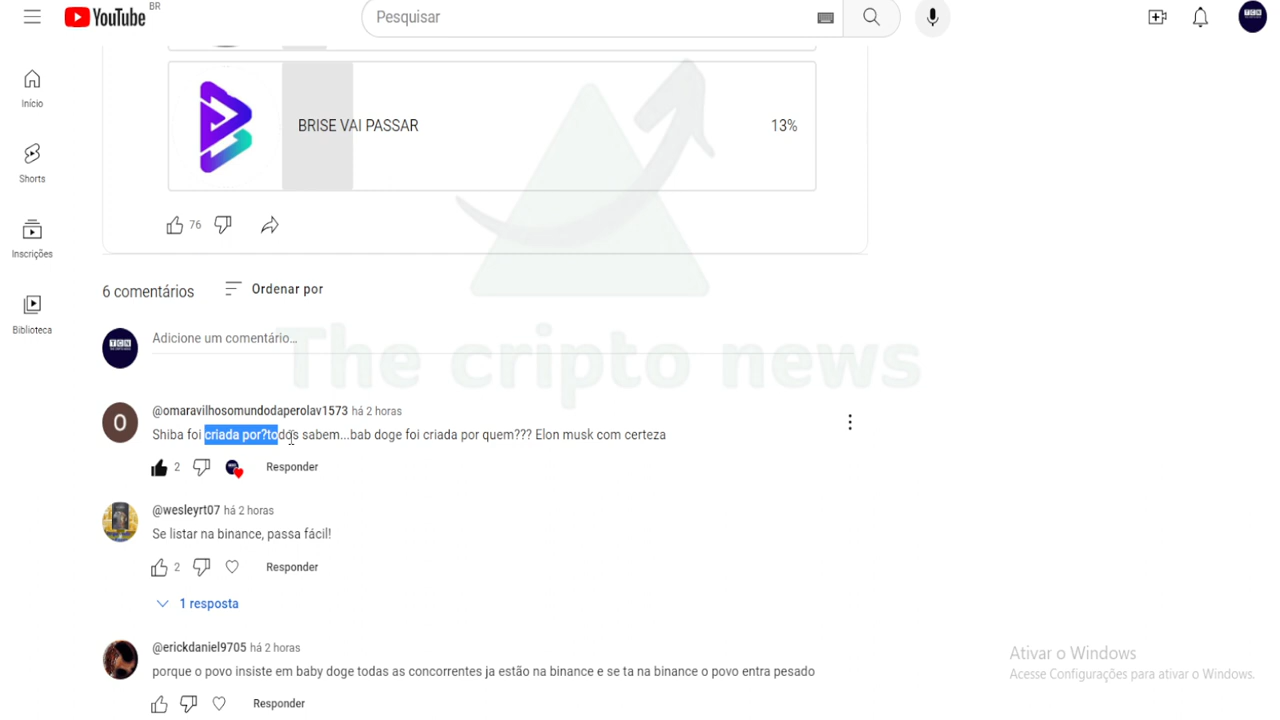 YouTube BR
Pesquisar
Início
BRISE VAI PASSAR
13%
Shorts
76
Inscrições
6 comentários
Ordenar por
Biblioteca
TCN
Adicione um comentário...
The cripto news
O
@omaravilhosomundodaperolav1573 há 2 horas
Shiba foi criada por?todos sabem...bab doge foi criada por quem??? Elon musk com certeza
2
Responder
@wesleyrt07 há 2 horas
Se listar na binance, passa fácil!
2
Responder
1 resposta
@erickdaniel9705 há 2 horas
porque o povo insiste em baby doge todas as concorrentes ja estão na binance e se ta na binance o povo entra pesado
Responder
Ativar o Windows
Acesse Configurações para ativar o Windows.